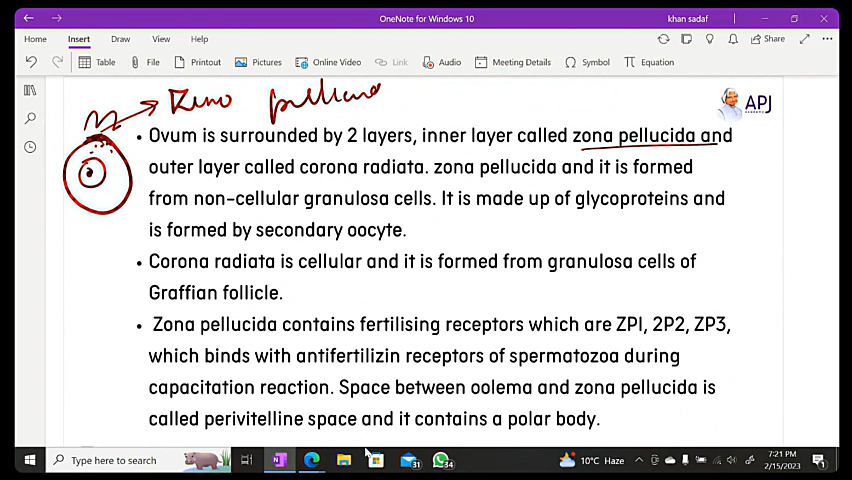 OneNote for Windows 10
khan sadaf
Home Insert Draw View Help
Share
Table File Printout Pictures Online Video Link Audio Meeting Details Symbol Equation
Zeno pellucida
APJ
• Ovum is surrounded by 2 layers, inner layer called zona pellucida and
outer layer called corona radiata. zona pellucida and it is formed
from non-cellular granulosa cells. It is made up of glycoproteins and
is formed by secondary oocyte.
• Corona radiata is cellular and it is formed from granulosa cells of
Graffian follicle.
• Zona pellucida contains fertilising receptors which are ZP1, 2P2, ZP3,
which binds with antifertilizin receptors of spermatozoa during
capacitation reaction. Space between oolema and zona pellucida is
called perivitelline space and it contains a polar body.
Type here to search
31
34
10°C Haze
7:21 PM
2/15/2023
1